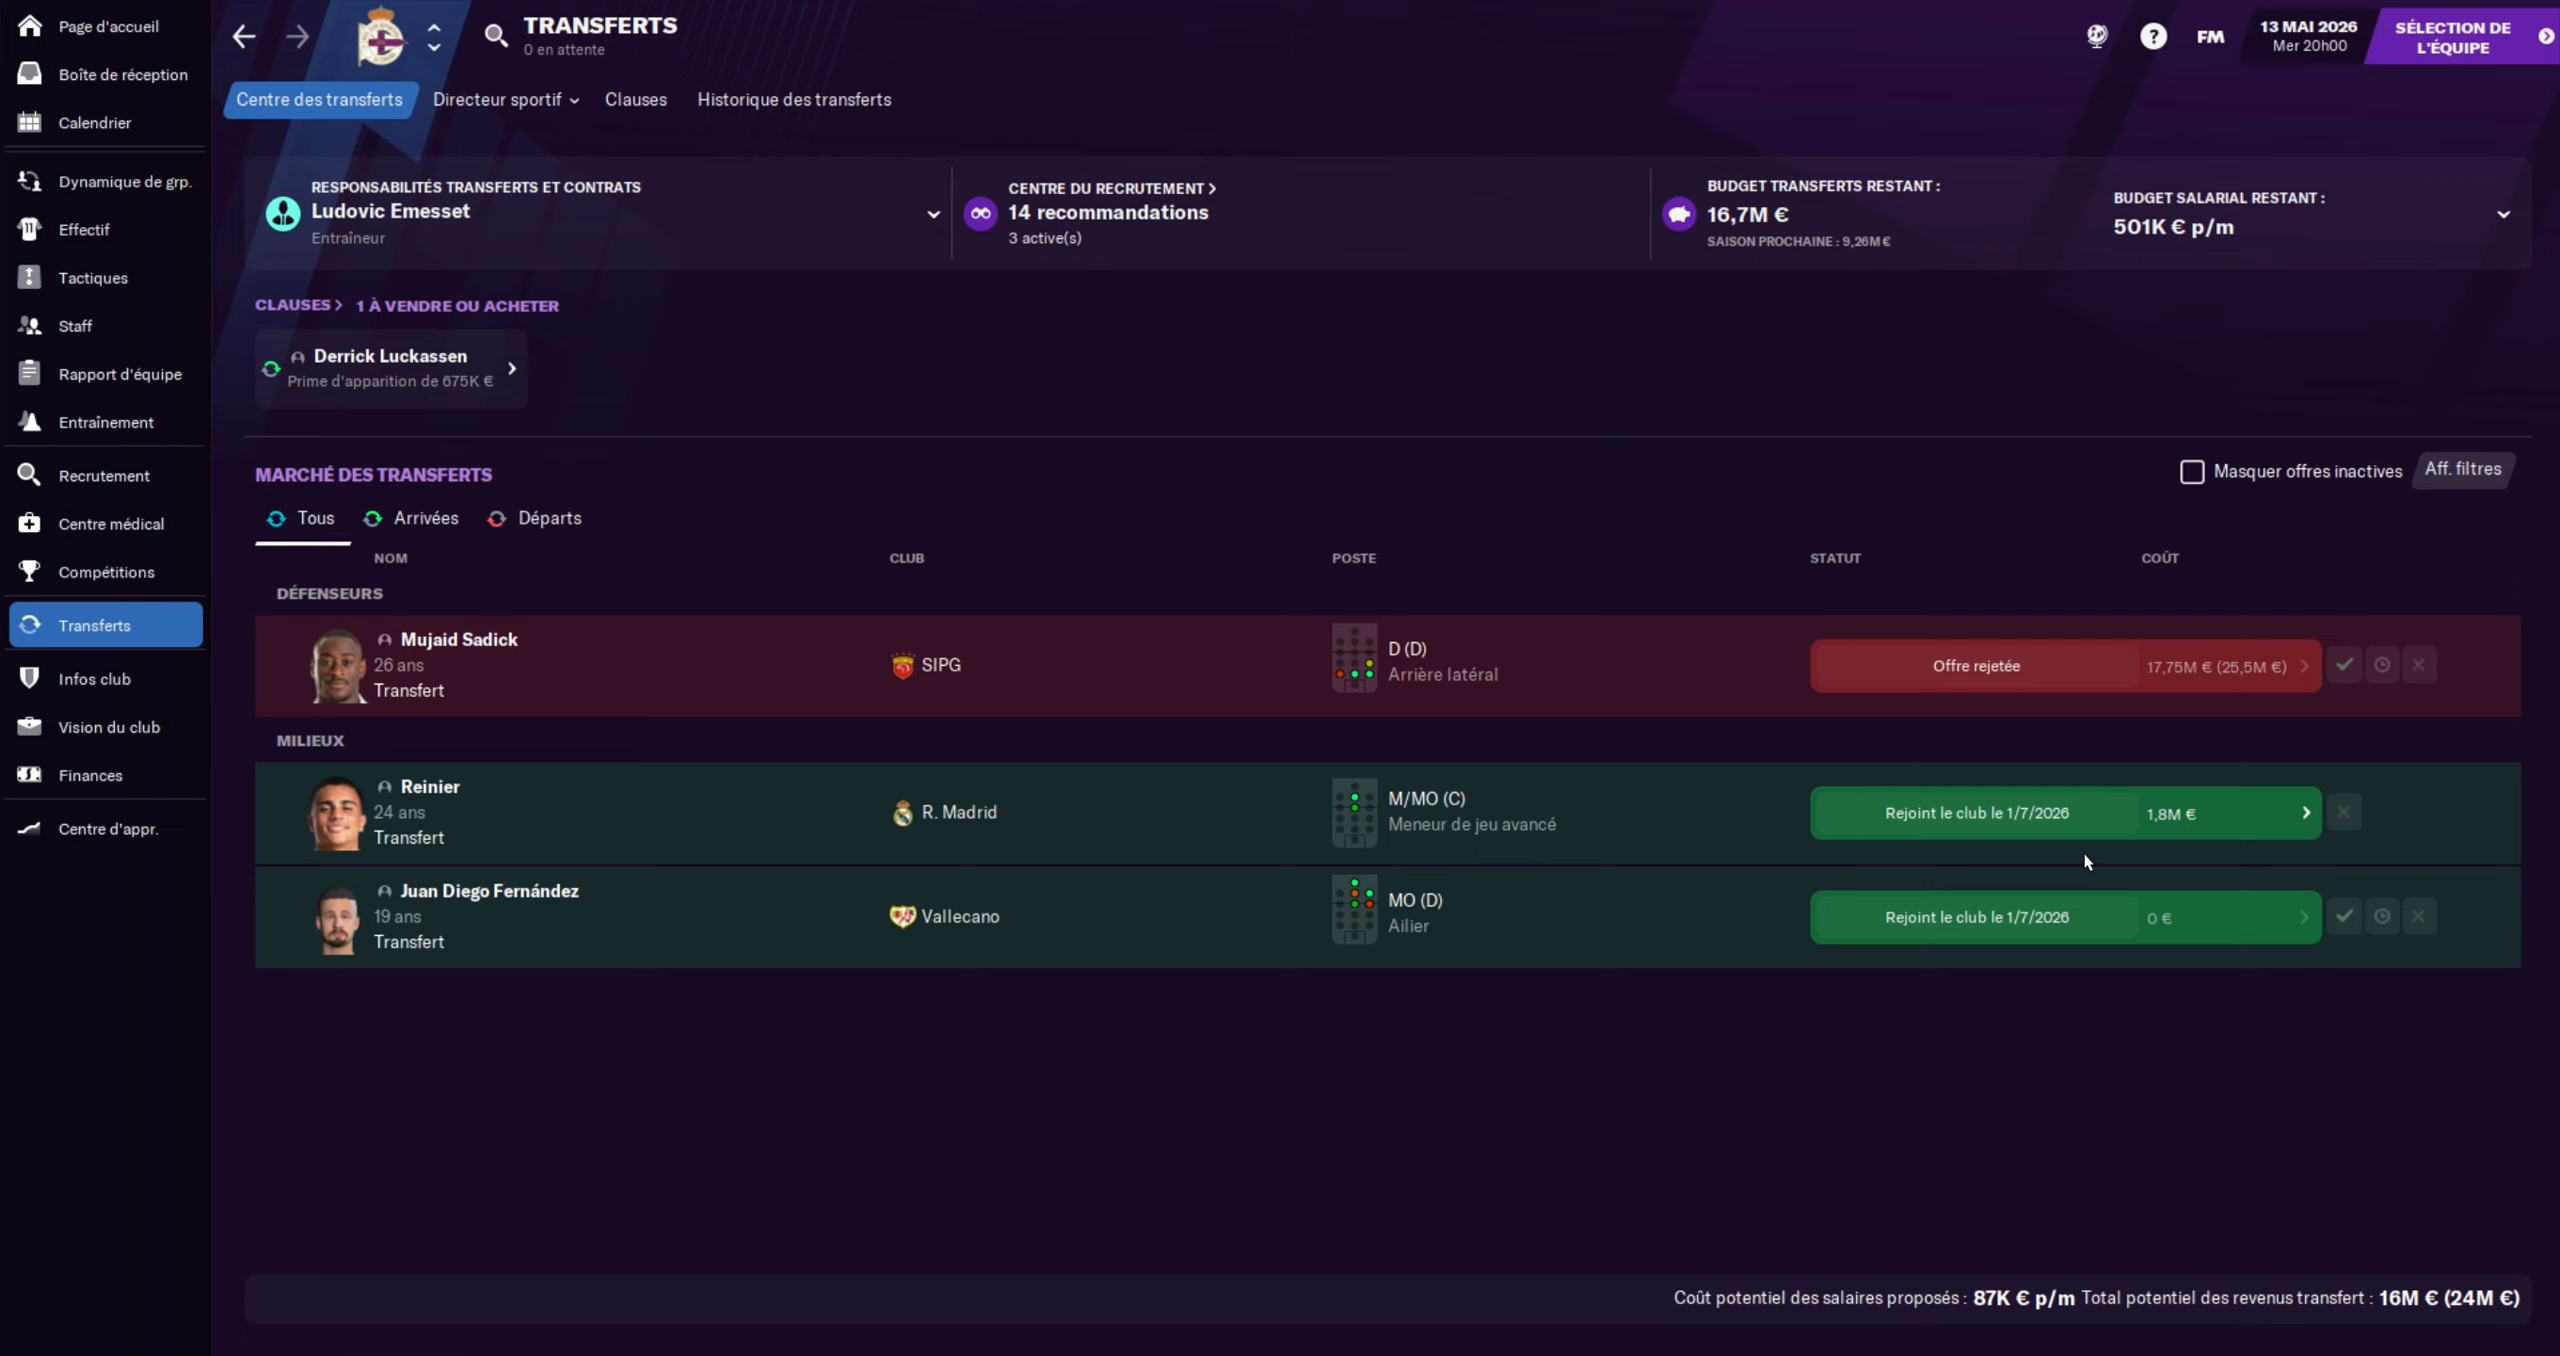 Page d'accueil
Boîte de réception
Calendrier
Dynamique de grp.
Effectif
Tactiques
Staff
Rapport d'équipe
Entraînement
Recrutement
Centre médical
Compétitions
Transferts
Infos club
Vision du club
Finances
Centre d'appr.
TRANSFERTS
0 en attente
FM
13 MAI 2026
Mer 20h00
SÉLECTION DE
L'ÉQUIPE
Centre des transferts
Directeur sportif
Clauses
Historique des transferts
RESPONSABILITÉS TRANSFERTS ET CONTRATS
Ludovic Emesset
Entraîneur
CENTRE DU RECRUTEMENT >
14 recommandations
3 active(s)
BUDGET TRANSFERTS RESTANT :
16,7M €
SAISON PROCHAINE : 9,26M €
BUDGET SALARIAL RESTANT :
501K € p/m
CLAUSES > 1 À VENDRE OU ACHETER
Derrick Luckassen
Prime d'apparition de 675K €
MARCHÉ DES TRANSFERTS
Masquer offres inactives
Aff. filtres
Tous Arrivées Départs
NOM CLUB POSTE STATUT COÛT
DÉFENSEURS
Mujaid Sadick
26 ans
Transfert
SIPG
D (D)
Arrière latéral
Offre rejetée
17,75M € (25,5M €)
MILIEUX
Reinier
24 ans
Transfert
R. Madrid
M/MO (C)
Meneur de jeu avancé
Rejoint le club le 1/7/2026
1,8M €
Juan Diego Fernández
19 ans
Transfert
Vallecano
MO (D)
Ailier
Rejoint le club le 1/7/2026
0 €
Coût potentiel des salaires proposés : 87K € p/m Total potentiel des revenus transfert : 16M € (24M €)